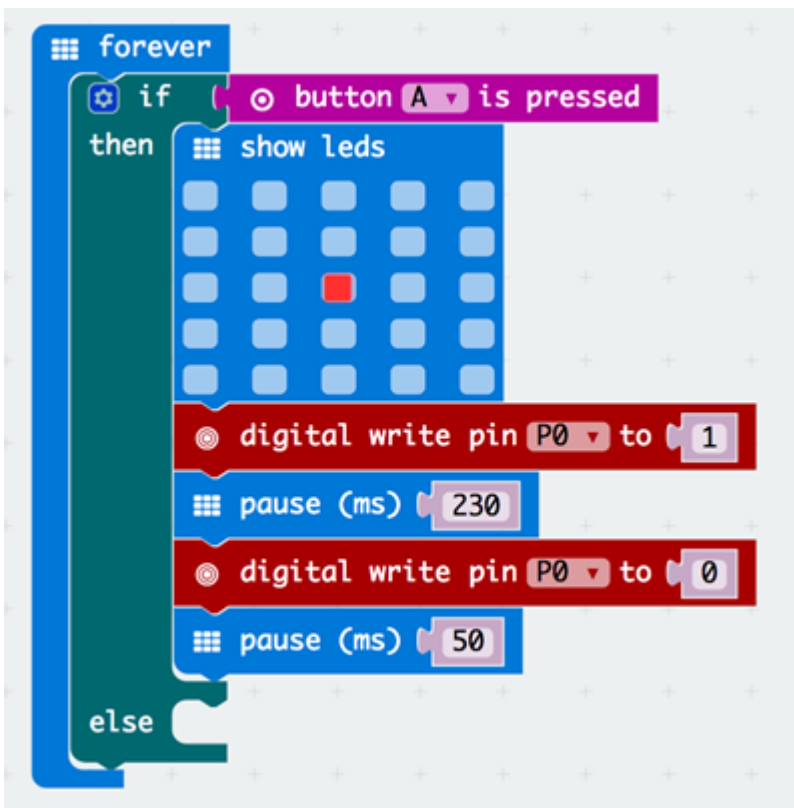 forever
if button A is pressed
then show leds
digital write pin P0 to 1
pause (ms) 230
digital write pin P0 to 0
pause (ms) 50
else